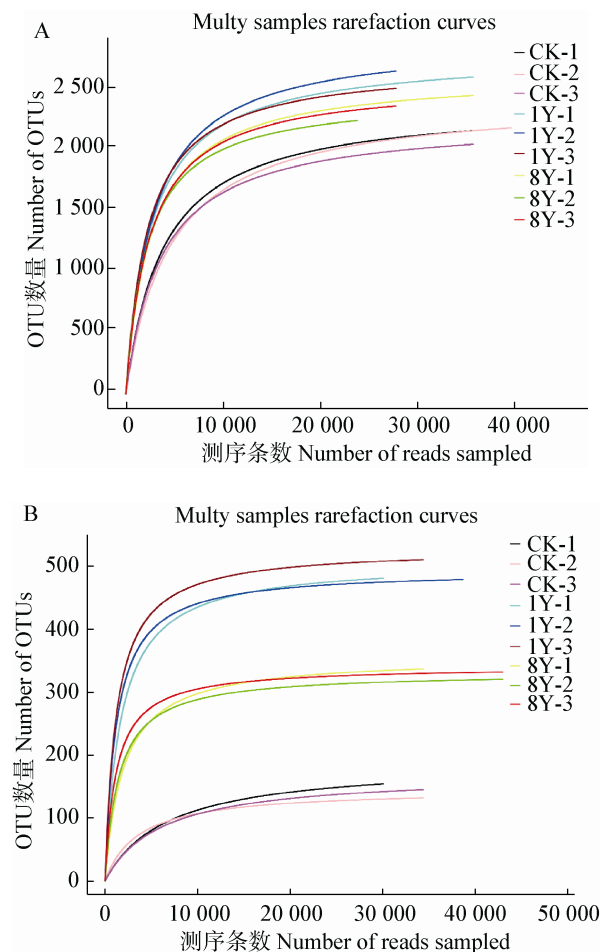 A
Multy samples rarefaction curves
CK-1
CK-2
CK-3
1Y-1
1Y-2
1Y-3
8Y-1
8Y-2
8Y-3
OTU数量 Number of OTUs
2 500
2 000
1 500
1 000
500
0
0 10 000 20 000 30 000 40 000
测序条数 Number of reads sampled
B
Multy samples rarefaction curves
CK-1
CK-2
CK-3
1Y-1
1Y-2
1Y-3
8Y-1
8Y-2
8Y-3
OTU数量 Number of OTUs
500
400
300
200
100
0
0 10 000 20 000 30 000 40 000 50 000
测序条数 Number of reads sampled